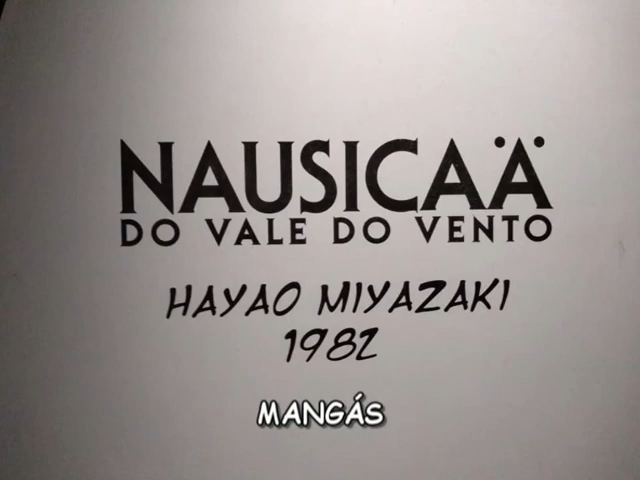 NAUSICAÄ
DO VALE DO VENTO
HAYAO MIYAZAKI
1982
MANGÁS